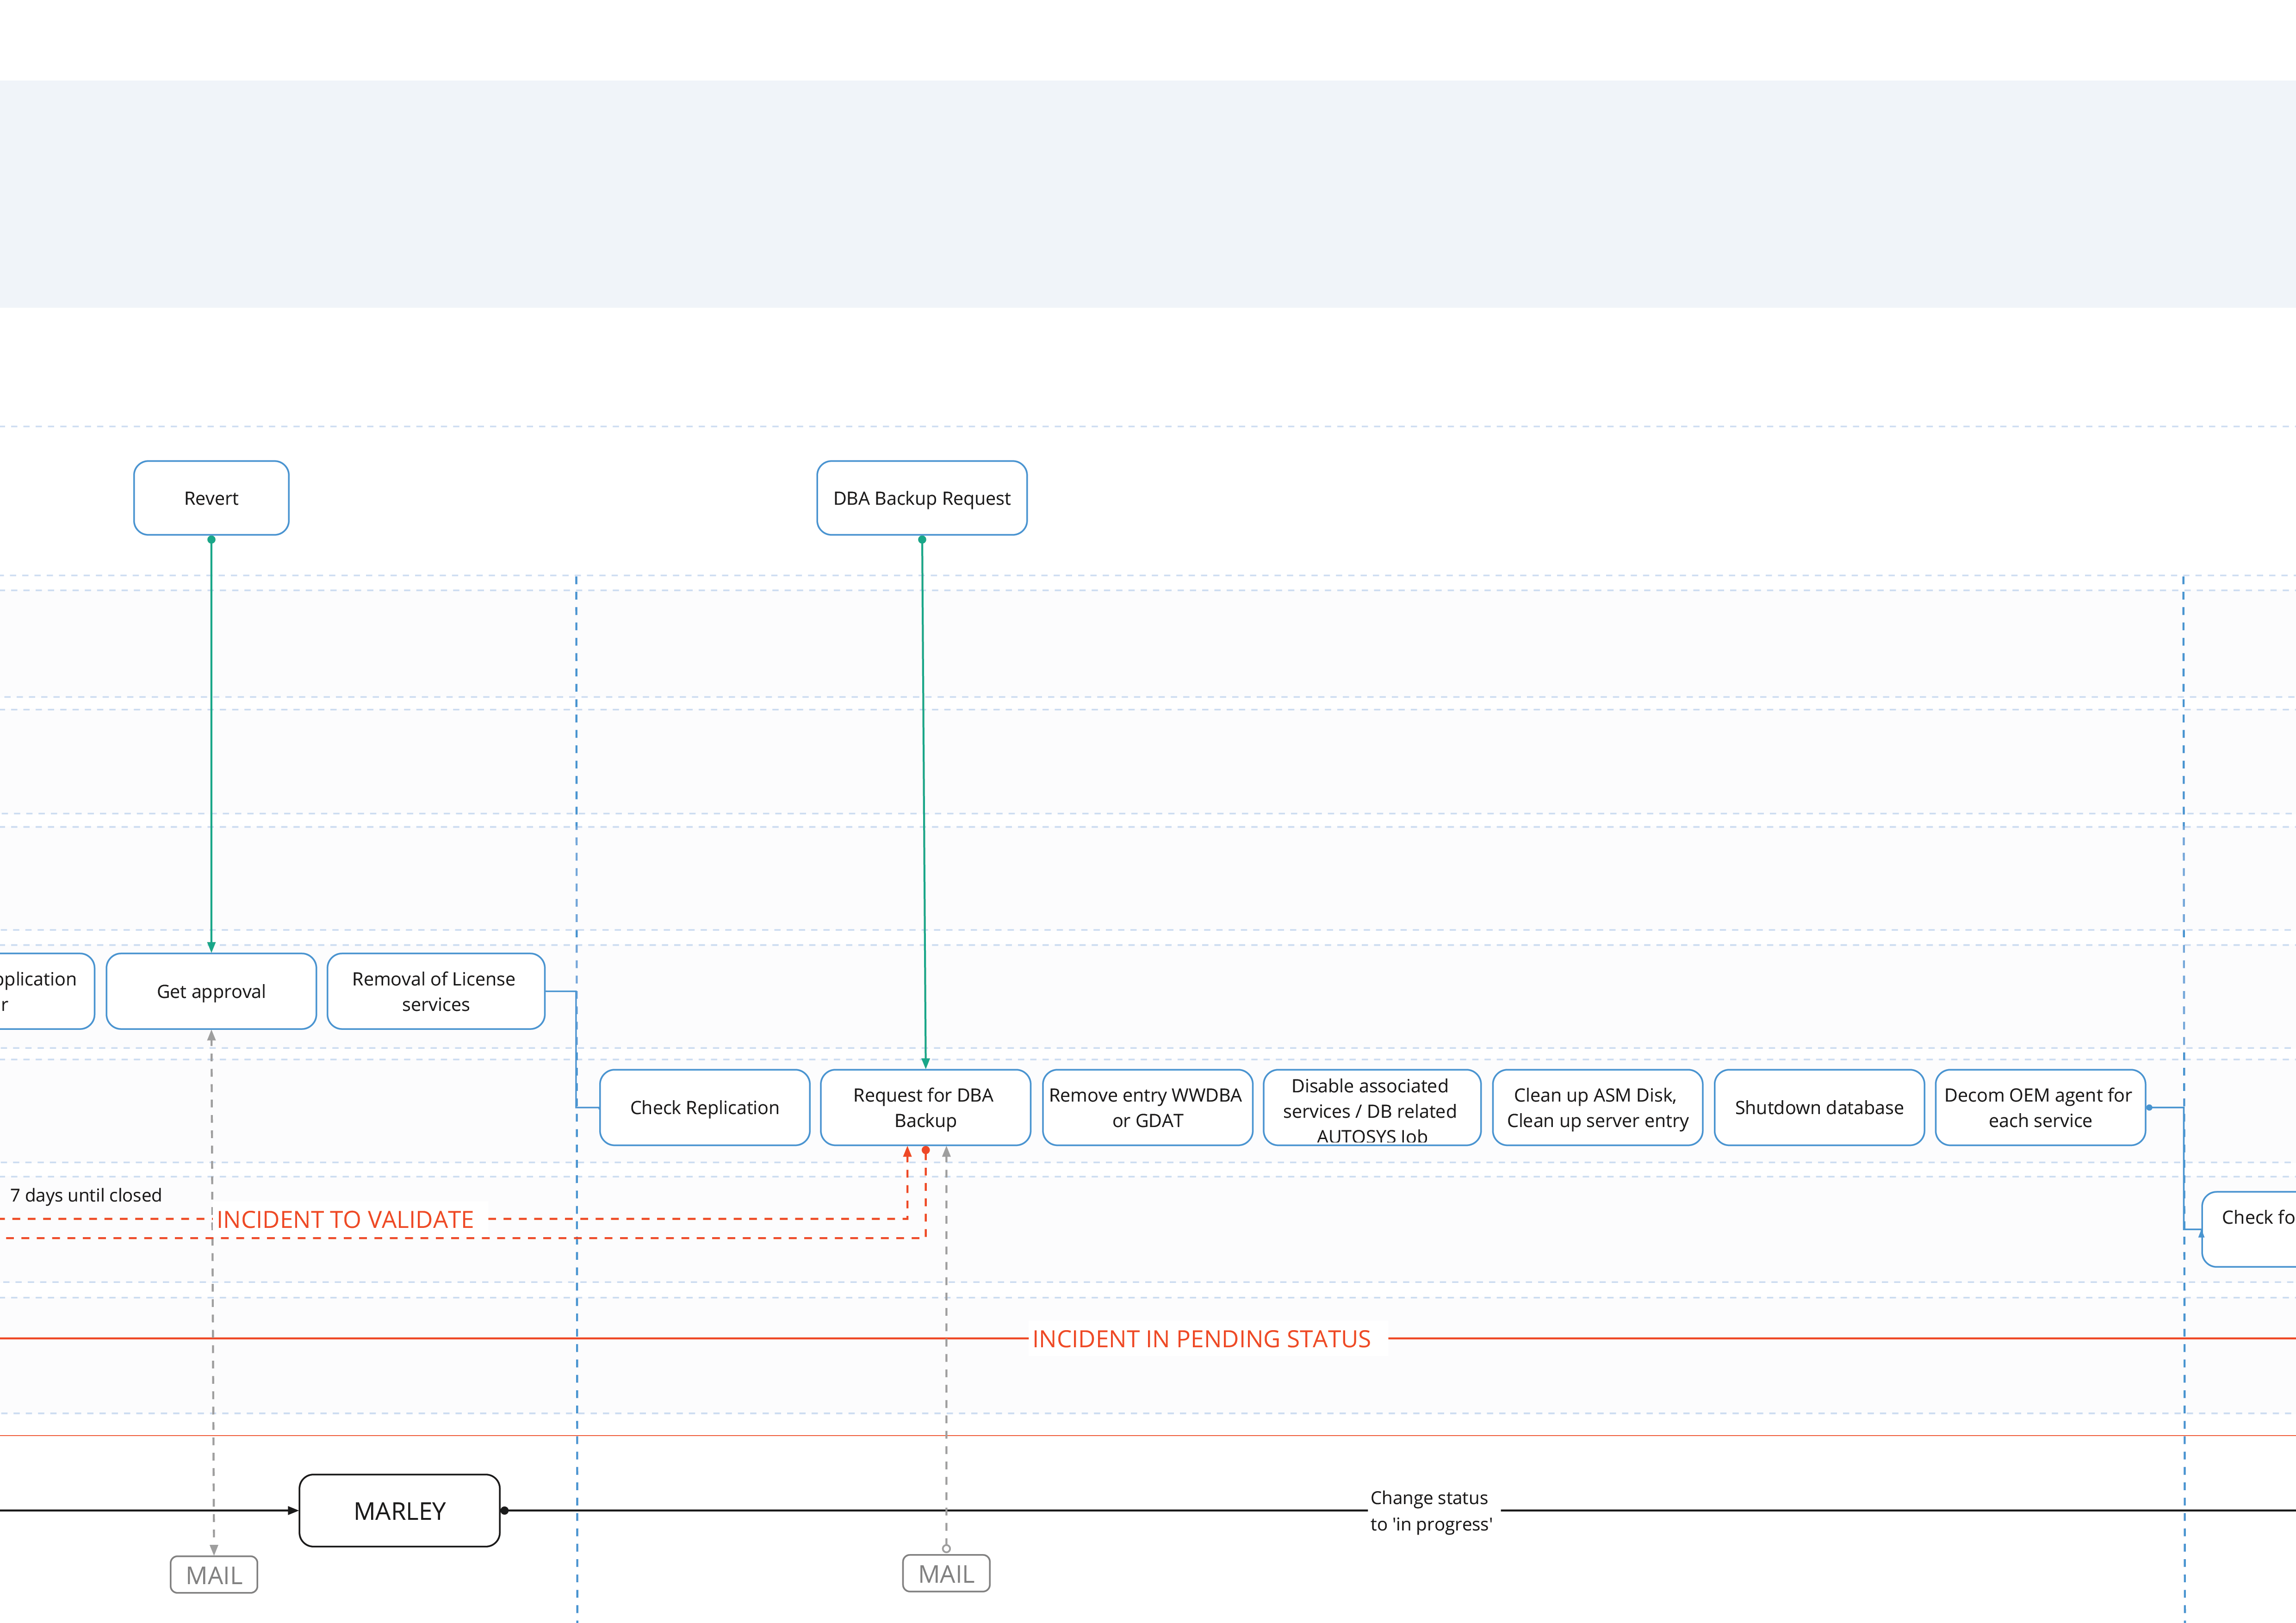 Revert
DBA Backup Request
Get approval
Removal of License
services
Check Replication
Request for DBA
Backup
Remove entry WWDBA
or GDAT
Disable associated
services / DB related
AUTOSYS Job
Clean up ASM Disk,
Clean up server entry
Shutdown database
Decom OEM agent for
each service
7 days until closed
INCIDENT TO VALIDATE
Check
INCIDENT IN PENDING STATUS
MARLEY
Change status
to 'in progress'
MAIL
MAIL